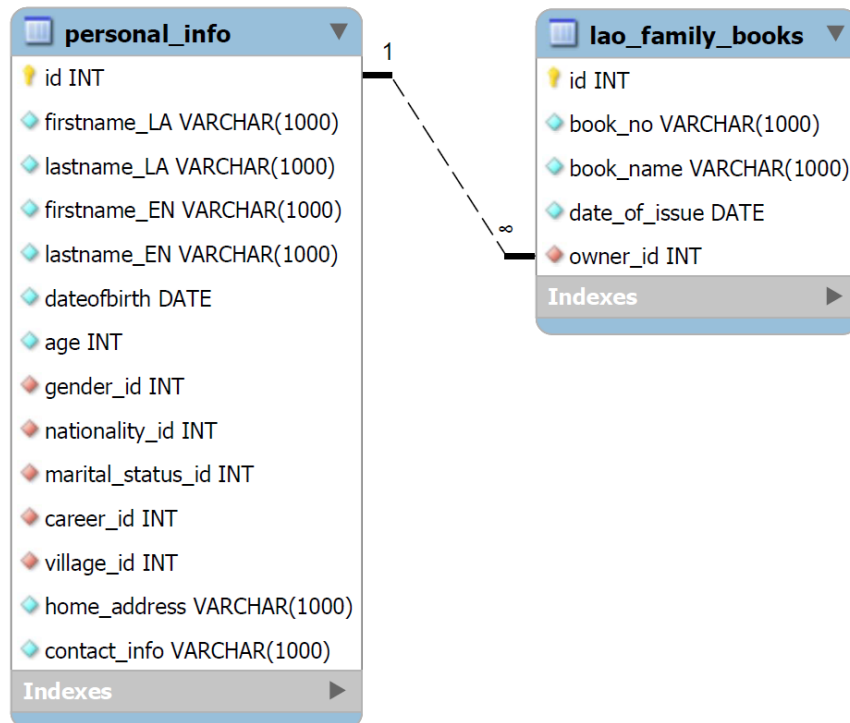 personal_info
id INT
firstname_LA VARCHAR(1000)
lastname_LA VARCHAR(1000)
firstname_EN VARCHAR(1000)
lastname_EN VARCHAR(1000)
dateofbirth DATE
age INT
gender_id INT
nationality_id INT
marital_status_id INT
career_id INT
village_id INT
home_address VARCHAR(1000)
contact_info VARCHAR(1000)
Indexes
1
∞
lao_family_books
id INT
book_no VARCHAR(1000)
book_name VARCHAR(1000)
date_of_issue DATE
owner_id INT
Indexes